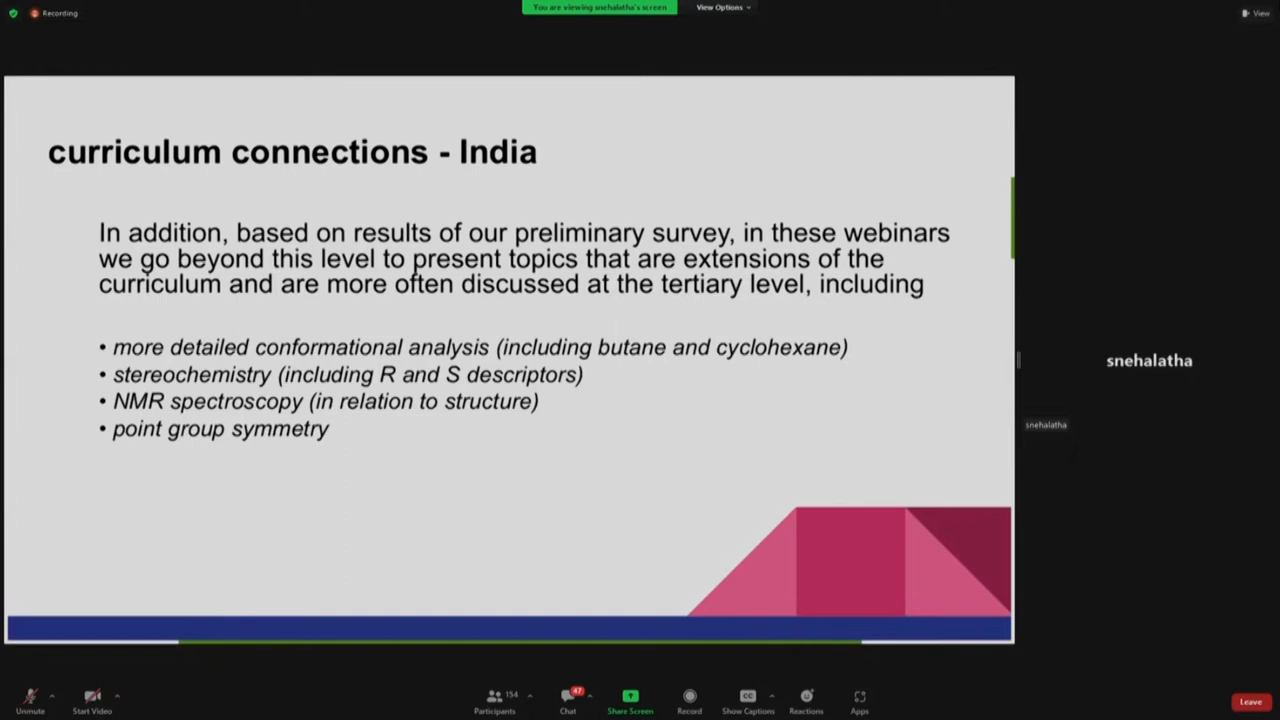 Recording
You are viewing snehalatha's screen
View Options
View
curriculum connections - India
In addition, based on results of our preliminary survey, in these webinars
we go beyond this level to present topics that are extensions of the
curriculum and are more often discussed at the tertiary level, including
• more detailed conformational analysis (including butane and cyclohexane)
• stereochemistry (including R and S descriptors)
• NMR spectroscopy (in relation to structure)
• point group symmetry
snehalatha
snehalatha
Unmute
Start Video
154
Participants
47
Chat
Share Screen
Record
CC
Show Captions
Reactions
Apps
Leave